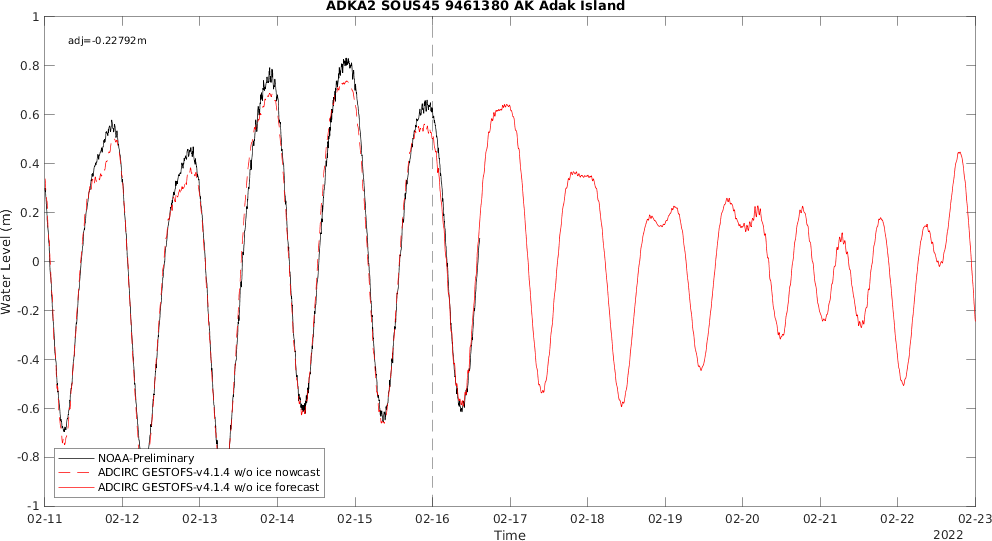 ADKA2 SOUS45 9461380 AK Adak Island
adj=-0.22792m
1
0.8
0.6
0.4
0.2
0
-0.2
-0.4
-0.6
-0.8
-1
Water Level (m)
NOAA-Preliminary
ADCIRC GESTOFS-v4.1.4 w/o ice nowcast
ADCIRC GESTOFS-v4.1.4 w/o ice forecast
02-11 02-12 02-13 02-14 02-15 02-16 02-17 02-18 02-19 02-20 02-21 02-22 02-23
Time
2022